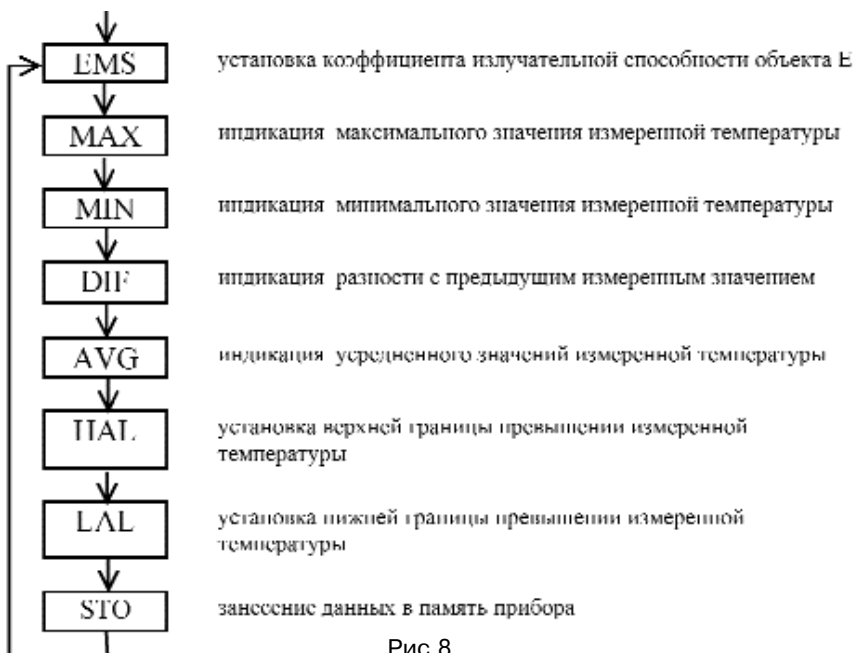 EMS установка коэффициента излучательной способности объекта Е
MAX индикация максимального значения измеренной температуры
MIN индикация минимального значения измеренной температуры
DIF индикация разности с предыдущим измеренным значением
AVG индикация усредненного значений измеренной температуры
HAL установка верхней границы превышении измеренной
температуры
LAL установка нижней границы превышении измеренной
температуры
STO занесение данных в память прибора
Рис 8